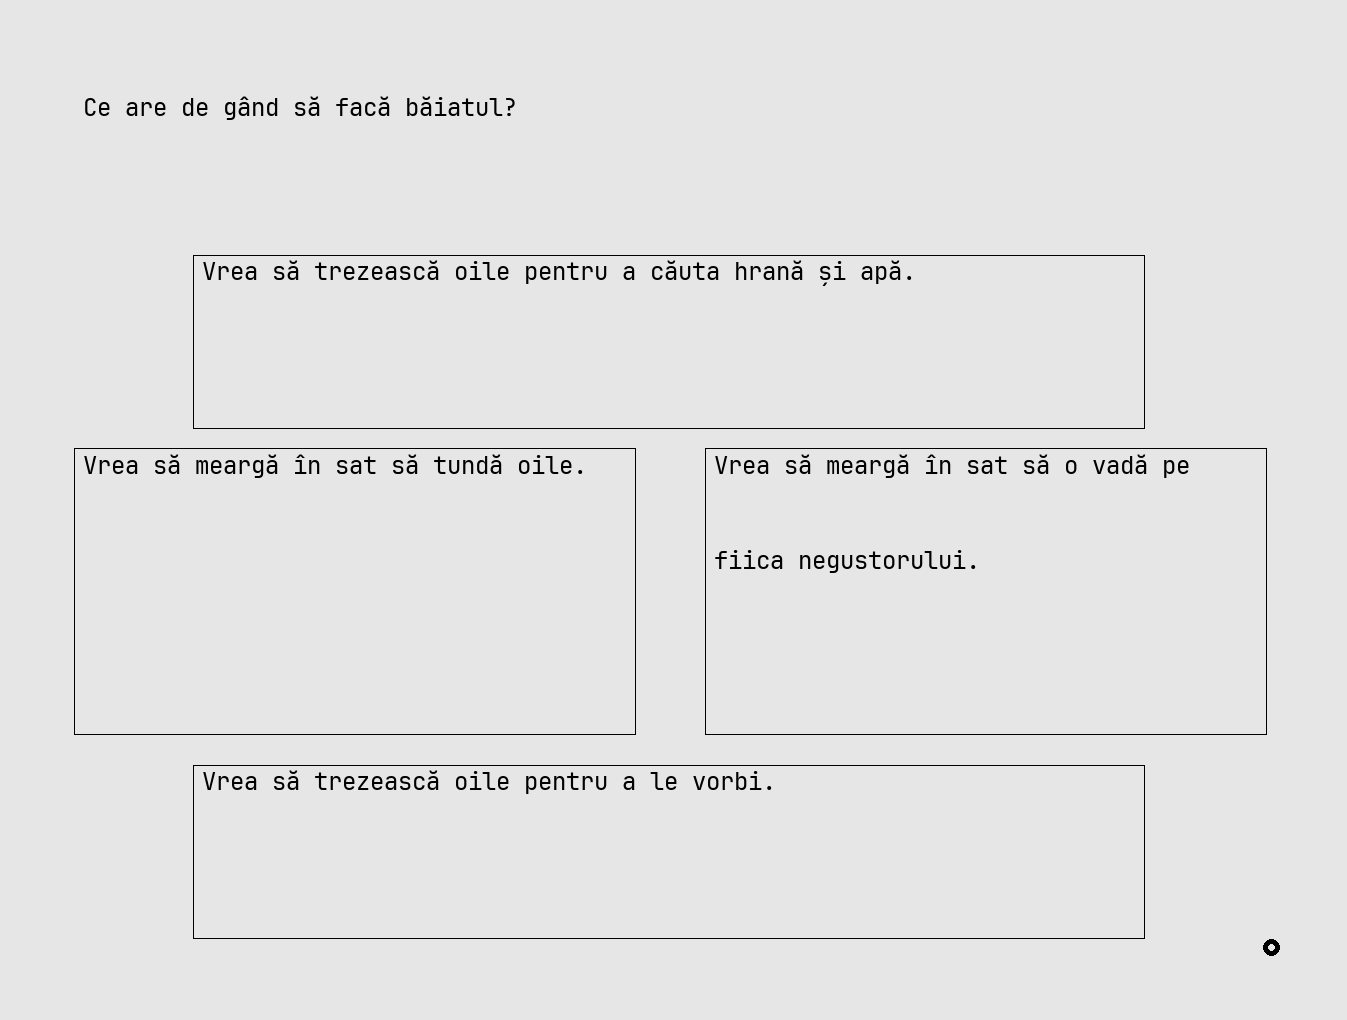 Ce are de gând să facă băiatul?
Vrea să trezească oile pentru a căuta hrană și apă.
Vrea să meargă în sat să tundă oile.
Vrea să meargă în sat să o vadă pe
fiica negustorului.
Vrea să trezească oile pentru a le vorbi.